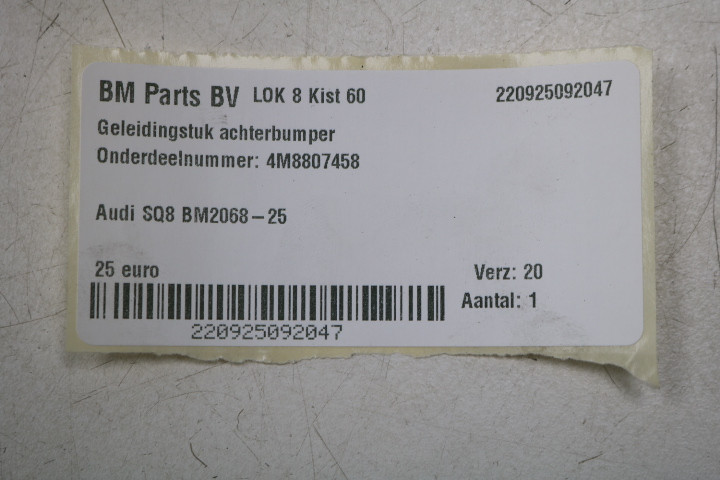 BM Parts BV LOK 8 Kist 60 220925092047
Geleidingstuk achterbumper
Onderdeelnummer: 4M8807458
Audi SQ8 BM2068-25
25 euro Verz: 20
Aantal: 1
220925092047